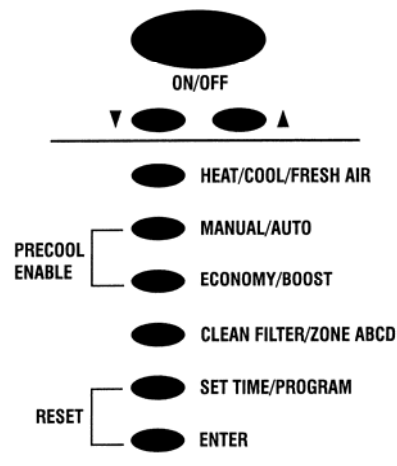 ON/OFF
▼ ▲
HEAT/COOL/FRESH AIR
MANUAL/AUTO
PRECOOL
ENABLE
ECONOMY/BOOST
CLEAN FILTER/ZONE ABCD
SET TIME/PROGRAM
RESET
ENTER